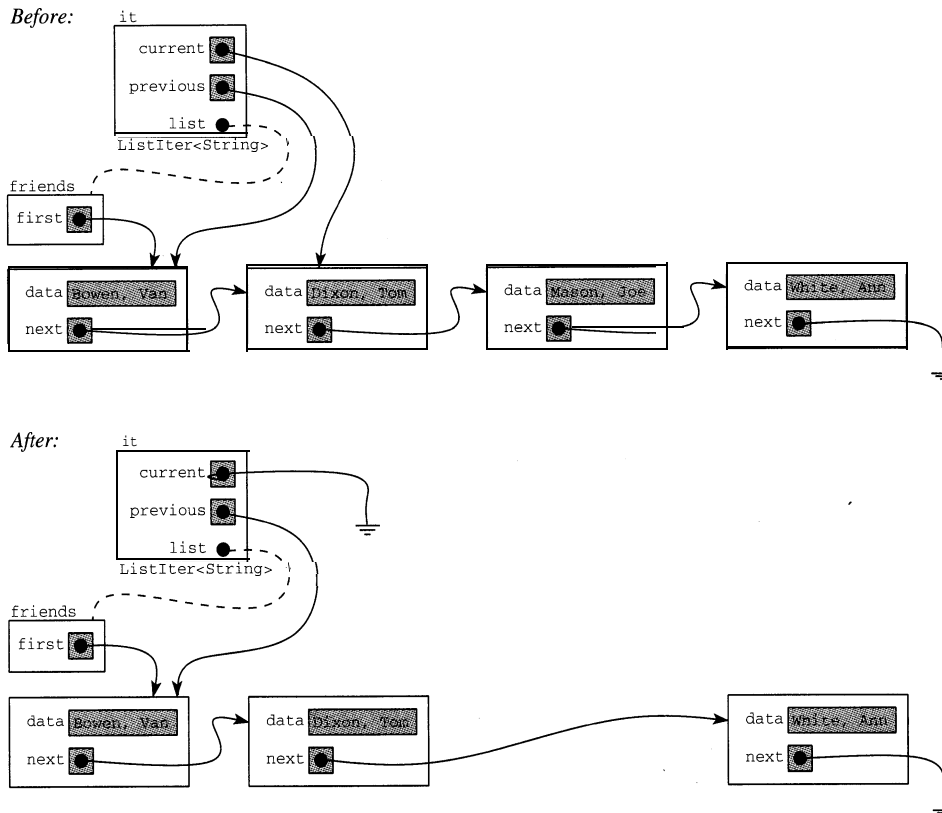 Before:
it
current
previous
list
ListIter<String>
friends
first
data Bowen, Van
next
data Dixon, Tom
next
data Mason, Joe
next
data White, Ann
next
After:
it
current
previous
list
ListIter<String>
friends
first
data Bowen, Van
next
data Dixon, Tom
next
data White, Ann
next